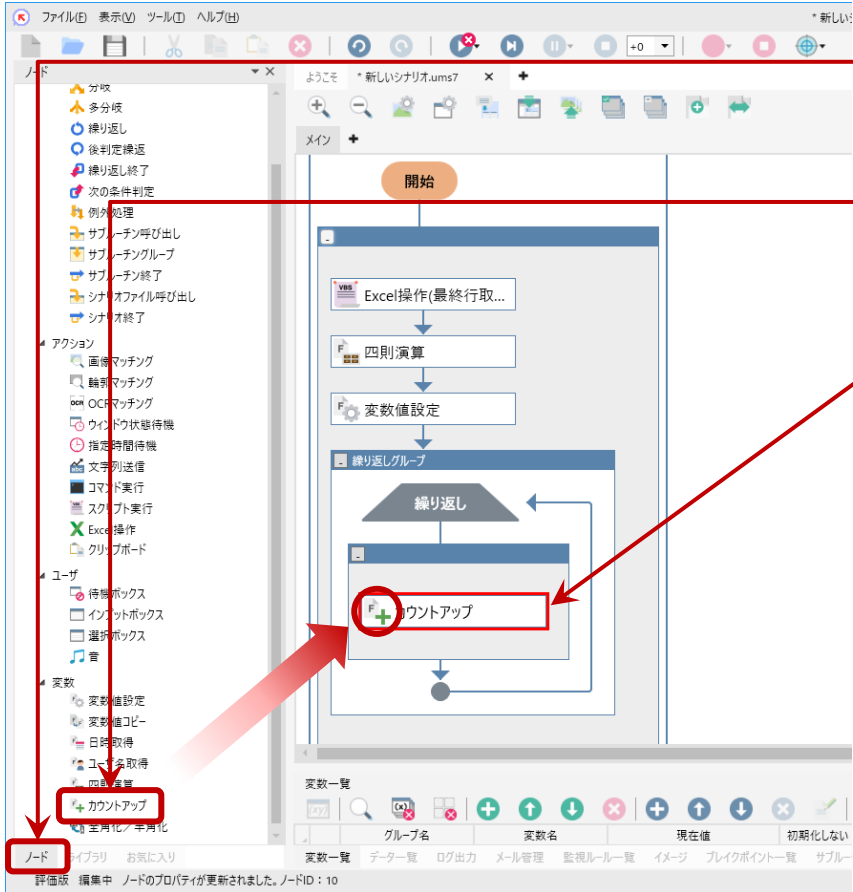 ファイル(F) 表示(V) ツール(T) ヘルプ(H)
* 新しいシ
+0
ノード
ようこそ * 新しいシナリオ.ums7
メイン
分岐
多分岐
繰り返し
後判定繰返
繰り返し終了
次の条件判定
例外処理
サブルーチン呼び出し
サブルーチングループ
サブルーチン終了
シナリオファイル呼び出し
シナリオ終了
アクション
画像マッチング
輪郭マッチング
OCRマッチング
ウィンドウ状態待機
指定時間待機
文字列送信
コマンド実行
スクリプト実行
Excel操作
クリップボード
ユーザ
待機ボックス
インプットボックス
選択ボックス
音
変数
変数値設定
変数値コピー
日時取得
ユーザ名取得
四則演算
カウントアップ
全角化/半角化
ノード ライブラリ お気に入り
開始
VBS
Excel操作(最終行取...
四則演算
変数値設定
繰り返しグループ
繰り返し
カウントアップ
変数一覧
グループ名 変数名 現在値 初期化しない
変数一覧 データ一覧 ログ出力 メール管理 監視ルール一覧 イメージ ブレイクポイント一覧 サブルー
評価版 編集中 ノードのプロパティが更新されました。ノードID:10